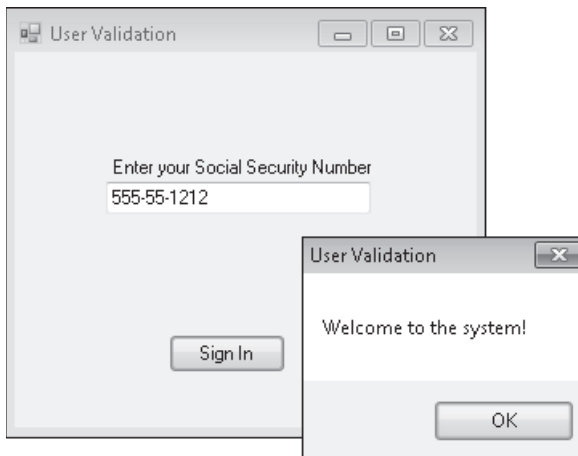 User Validation
Enter your Social Security Number
555-55-1212
Sign In
User Validation
Welcome to the system!
OK